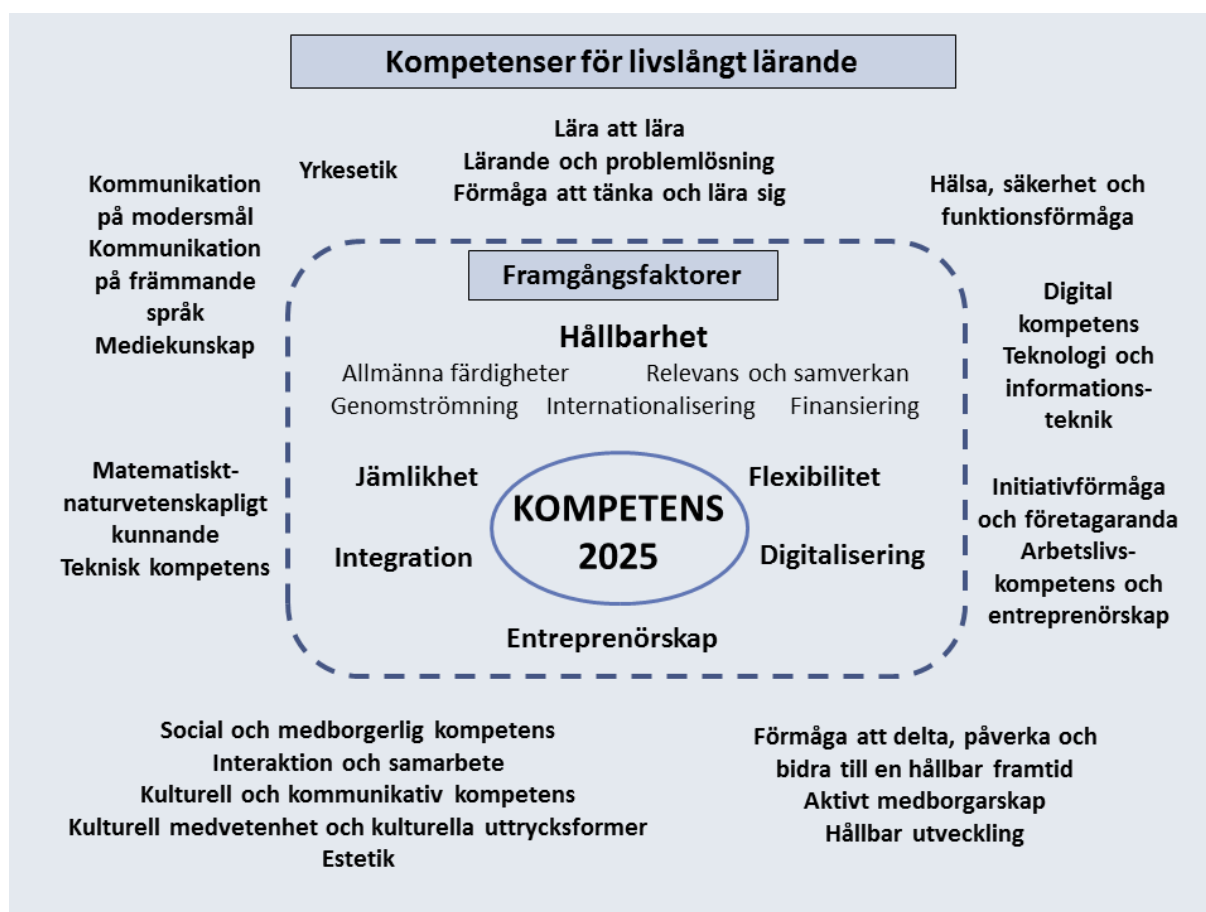 Kompetenser för livslångt lärande
Lära att lära
Lärande och problemlösning
Förmåga att tänka och lära sig
Yrkesetik
Kommunikation
på modersmål
Kommunikation
på främmande
språk
Mediekunskap
Hälsa, säkerhet och
funktionsförmåga
Digital
kompetens
Teknologi och
informations-
teknik
Framgångsfaktorer
Hållbarhet
Allmänna färdigheter Relevans och samverkan
Genomströmning Internationalisering Finansiering
Jämlikhet
Flexibilitet
KOMPETENS
2025
Integration
Digitalisering
Entreprenörskap
Matematiskt-
naturvetenskapligt
kunnande
Teknisk kompetens
Initiativförmåga
och företagaranda
Arbetslivs-
kompetens och
entreprenörskap
Social och medborgerlig kompetens
Interaktion och samarbete
Kulturell och kommunikativ kompetens
Kulturell medvetenhet och kulturella uttrycksformer
Estetik
Förmåga att delta, påverka och
bidra till en hållbar framtid
Aktivt medborgarskap
Hållbar utveckling